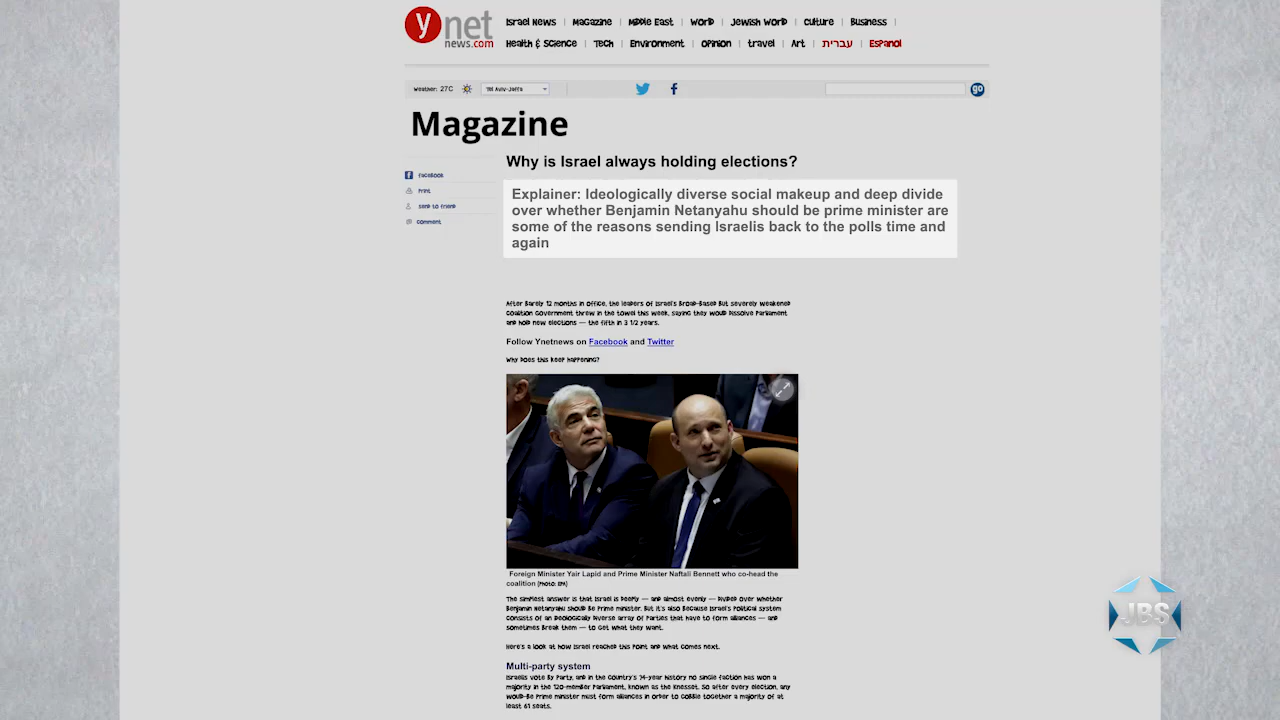 ynet
news.com
Israel News | Magazine | Middle East | World | Jewish World | Culture | Business |
Health & Science | Tech | Environment | Opinion | travel | Art | עברית | Español
Weather: 27°C Tel Aviv-Jaffa go
Magazine
Why is Israel always holding elections?
Facebook
Print
Send to friend
Comment
Explainer: Ideologically diverse social makeup and deep divide
over whether Benjamin Netanyahu should be prime minister are
some of the reasons sending Israelis back to the polls time and
again
After barely 12 months in office, the leaders of Israel's broad-based but severely weakened
coalition government threw in the towel this week, saying they would dissolve parliament
and hold new elections — the fifth in 3 1/2 years.
Follow Ynetnews on Facebook and Twitter
Why does this keep happening?
Foreign Minister Yair Lapid and Prime Minister Naftali Bennett who co-head the
coalition (Photo: EPA)
The simplest answer is that Israel is deeply — and almost evenly — divided over whether
Benjamin Netanyahu should be prime minister. But it's also because Israel's political system
consists of an ideologically diverse array of parties that have to form alliances — and
sometimes break them — to get what they want.
Here's a look at how Israel reached this point and what comes next.
Multi-party system
Israelis vote by party, and in the country's 74-year history no single faction has won a
majority in the 120-member parliament, known as the Knesset. So after every election, any
would-be prime minister must form alliances in order to cobble together a majority of at
least 61 seats.
JBS